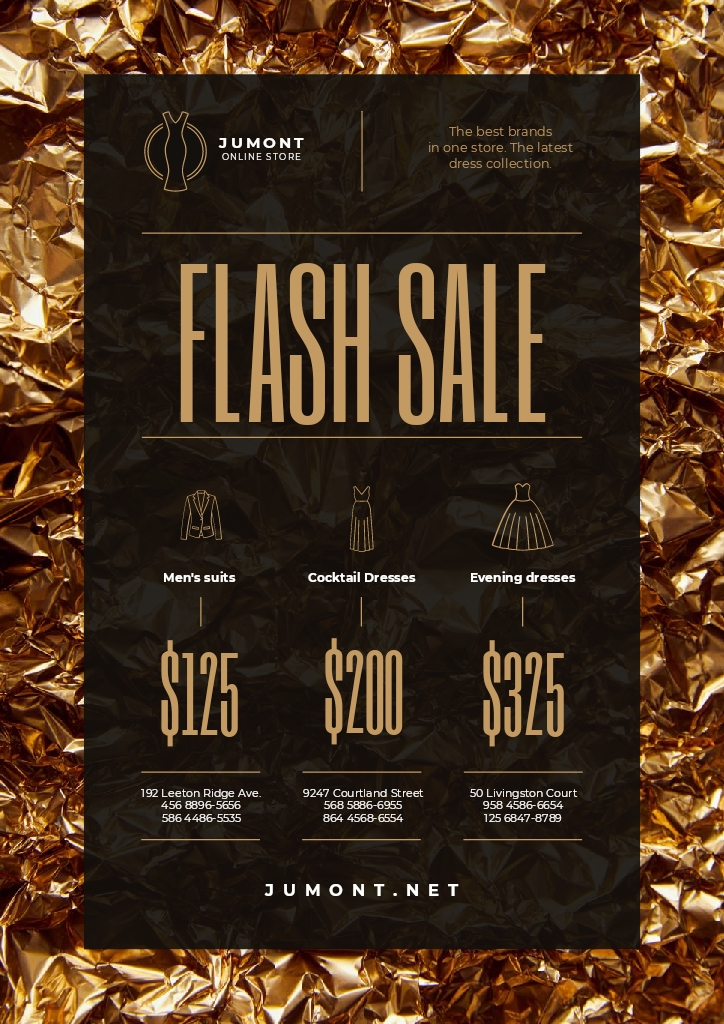 JUMONT
ONLINE STORE
The best brands
in one store. The latest
dress collection.
FLASH SALE
Men's suits
Cocktail Dresses
Evening dresses
$125
$200
$325
192 Leeton Ridge Ave.
456 8896-5656
586 4486-5535
9247 Courtland Street
568 5886-6955
864 4568-6554
50 Livingston Court
958 4586-6654
125 6847-8789
JUMONT.NET